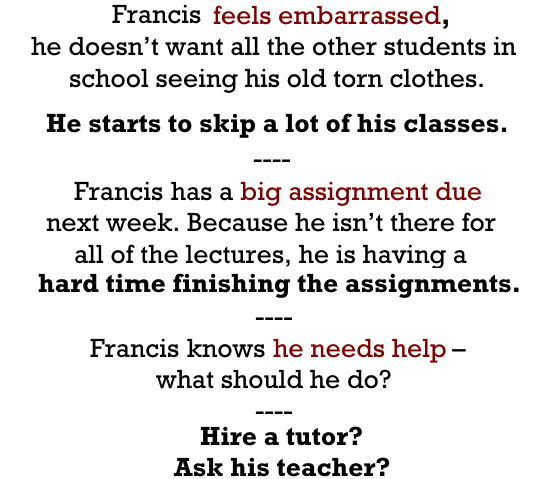 Francis feels embarrassed,
he doesn't want all the other students in
school seeing his old torn clothes.
He starts to skip a lot of his classes.
----
Francis has a big assignment due
next week. Because he isn't there for
all of the lectures, he is having a
hard time finishing the assignments.
----
Francis knows he needs help –
what should he do?
----
Hire a tutor?
Ask his teacher?